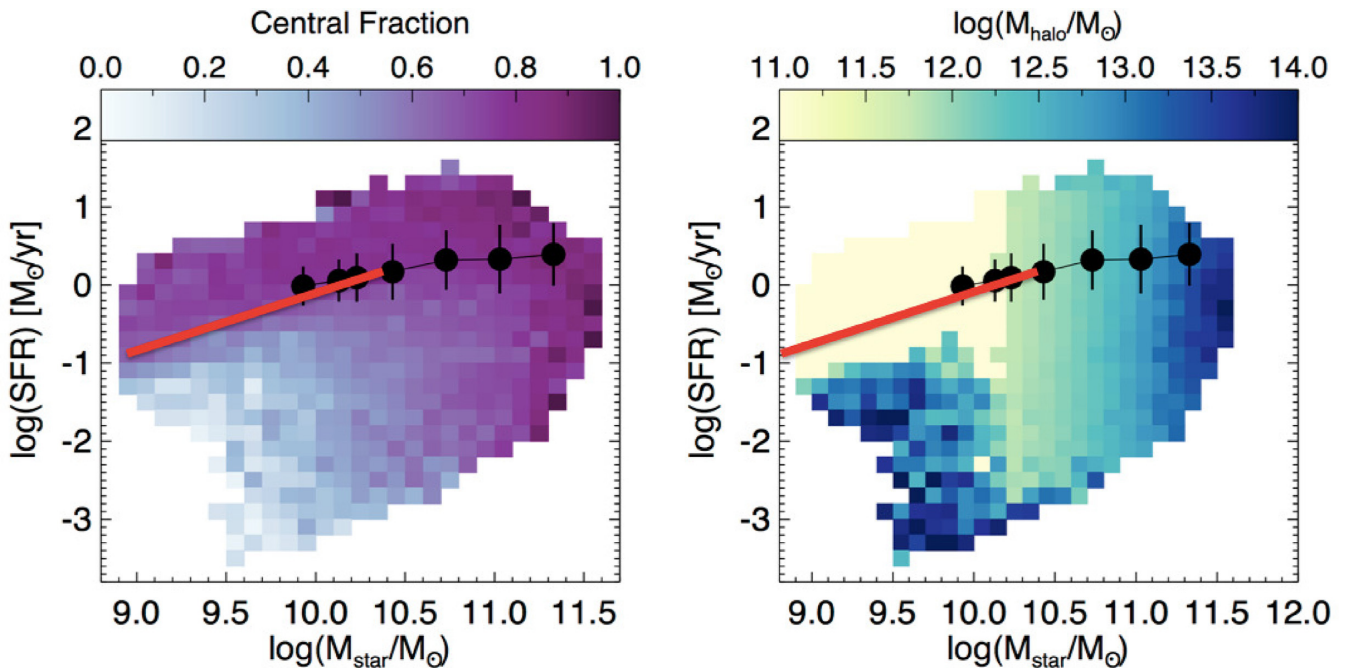 Central Fraction
0.0 0.2 0.4 0.6 0.8 1.0
2
1
0
-1
-2
-3
log(SFR) [M☉/yr]
9.0 9.5 10.0 10.5 11.0 11.5
log(Mstar/M☉)
log(Mhalo/M☉)
11.0 11.5 12.0 12.5 13.0 13.5 14.0
2
1
0
-1
-2
-3
log(SFR) [M☉/yr]
9.0 9.5 10.0 10.5 11.0 11.5 12.0
log(Mstar/M☉)